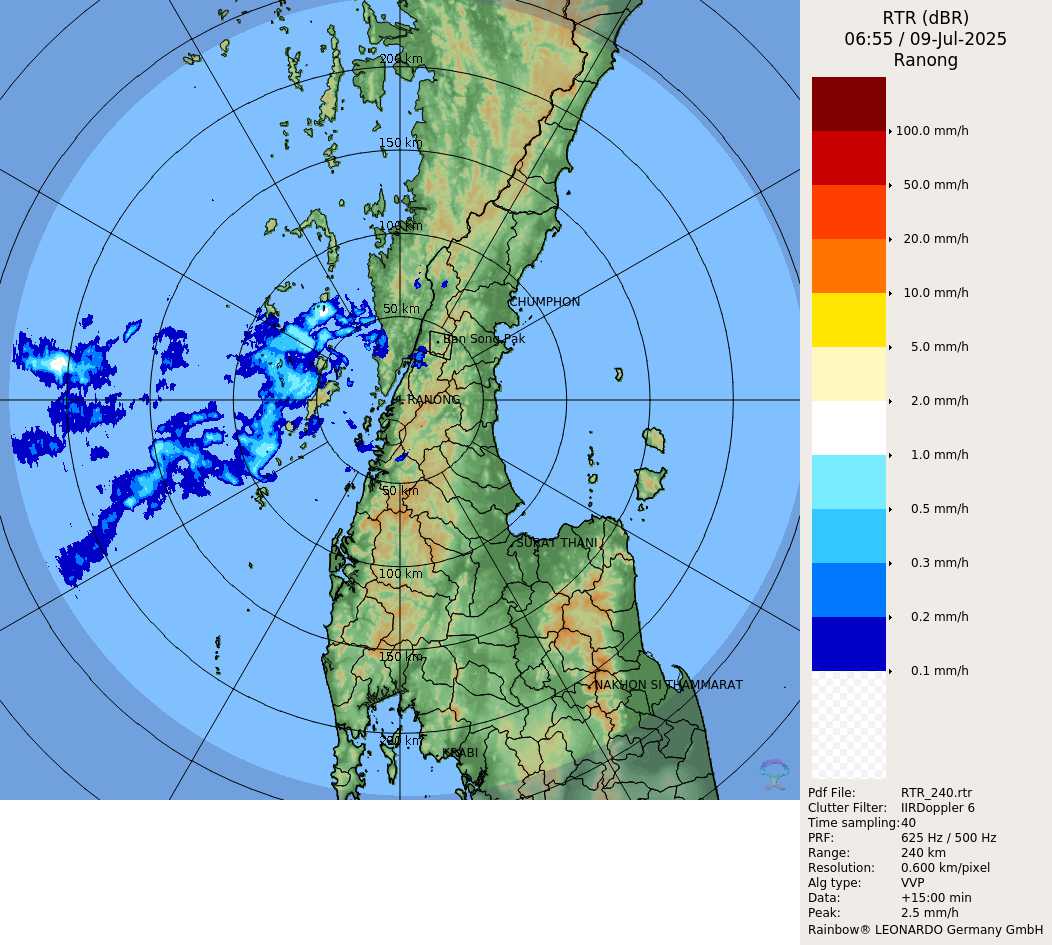 RTR (dBR)
06:55 / 09-Jul-2025
Ranong
100.0 mm/h
50.0 mm/h
20.0 mm/h
10.0 mm/h
5.0 mm/h
2.0 mm/h
1.0 mm/h
0.5 mm/h
0.3 mm/h
0.2 mm/h
0.1 mm/h
200 km
150 km
100 km
50 km
CHUMPHON
Ban Song Pak
RANONG
50 km
SURAT THANI
100 km
150 km
NAKHON SI THAMMARAT
200 km
KRABI
Pdf File: RTR_240.rtr
Clutter Filter: IIRDoppler 6
Time sampling: 40
PRF: 625 Hz / 500 Hz
Range: 240 km
Resolution: 0.600 km/pixel
Alg type: VVP
Data: +15:00 min
Peak: 2.5 mm/h
Rainbow® LEONARDO Germany GmbH